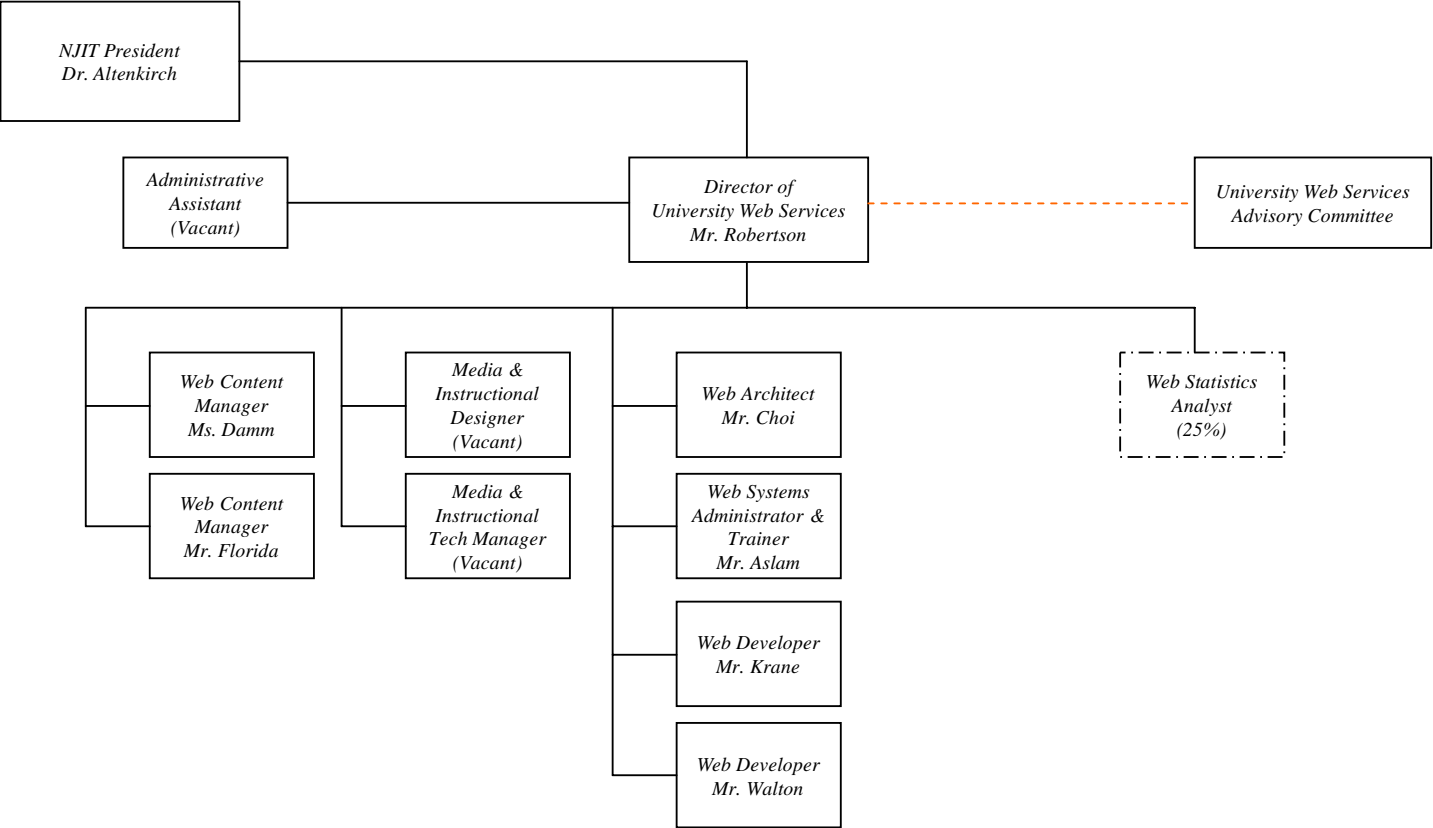 NJIT President
Dr. Altenkirch
Administrative
Assistant
(Vacant)
Director of
University Web Services
Mr. Robertson
University Web Services
Advisory Committee
Web Content
Manager
Ms. Damm
Web Content
Manager
Mr. Florida
Media &
Instructional
Designer
(Vacant)
Media &
Instructional
Tech Manager
(Vacant)
Web Architect
Mr. Choi
Web Systems
Administrator &
Trainer
Mr. Aslam
Web Developer
Mr. Krane
Web Developer
Mr. Walton
Web Statistics
Analyst
(25%)